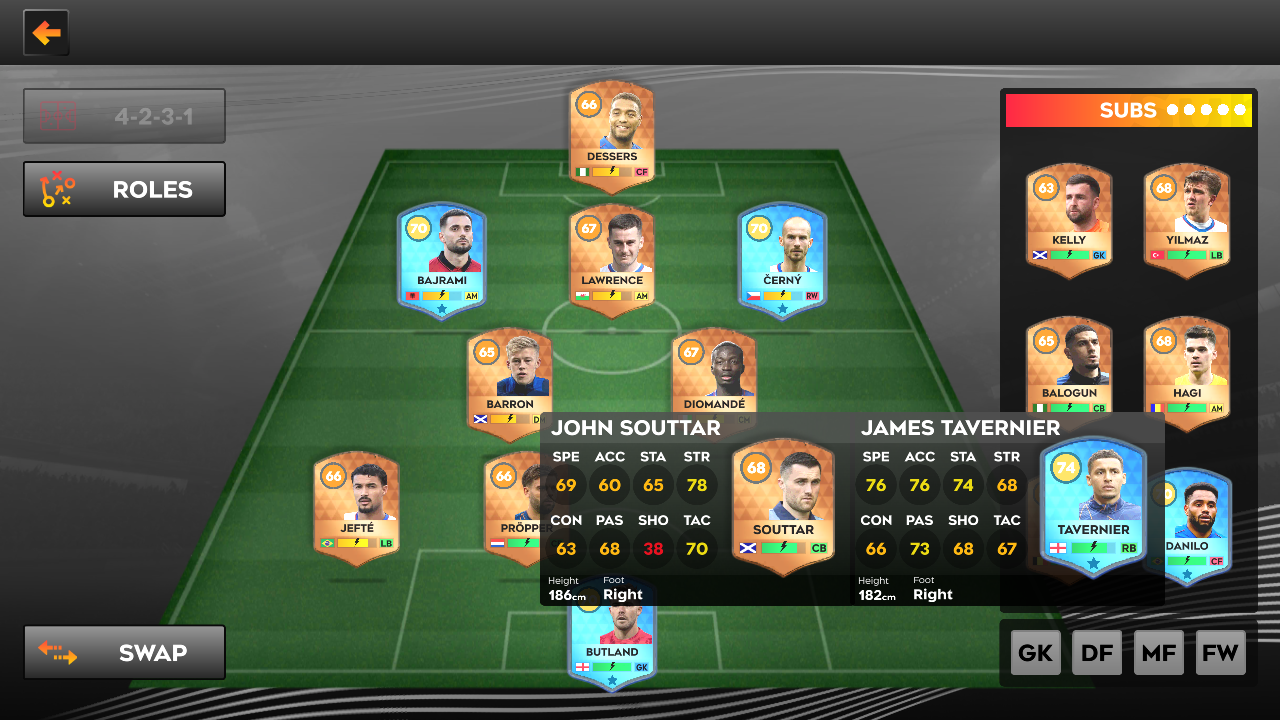 4-2-3-1
ROLES
SUBS
66
DESSERS
CF
70
BAJRAMI
AM
67
LAWRENCE
AM
70
ČERNÝ
RW
63
KELLY
GK
68
YILMAZ
LB
65
BARRON
67
DIOMANDÉ
CM
65
BALOGUN
CB
68
HAGI
AM
66
JEFTÉ
LB
66
JOHN SOUTTAR
SPE ACC STA STR
69 60 65 78
CON PAS SHO TAC
63 68 38 70
Height Foot
186cm Right
68
SOUTTAR
CB
JAMES TAVERNIER
SPE ACC STA STR
76 76 74 68
CON PAS SHO TAC
66 73 68 67
Height Foot
182cm Right
74
TAVERNIER
RB
DANILO
CF
BUTLAND
GK
SWAP
GK DF MF FW